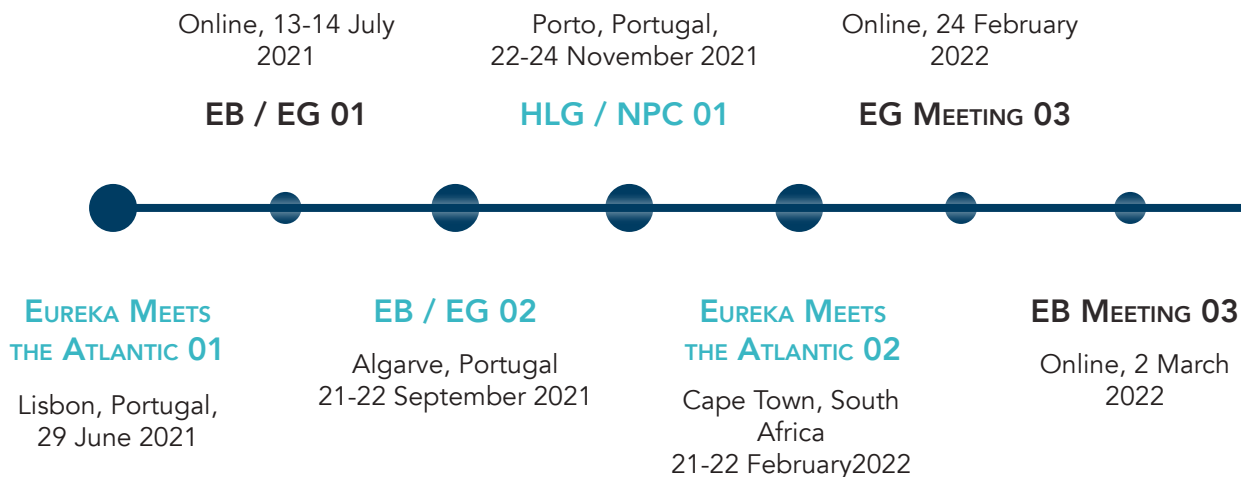 Online, 13-14 July
2021
EB / EG 01
Porto, Portugal,
22-24 November 2021
HLG / NPC 01
Online, 24 February
2022
EG Meeting 03
Eureka Meets
the Atlantic 01
Lisbon, Portugal,
29 June 2021
EB / EG 02
Algarve, Portugal
21-22 September 2021
Eureka Meets
the Atlantic 02
Cape Town, South
Africa
21-22 February2022
EB Meeting 03
Online, 2 March
2022